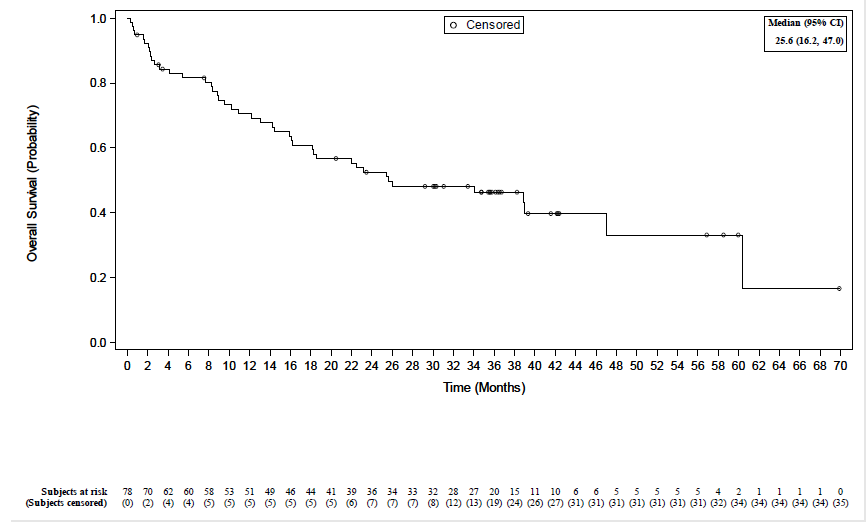 1.0
Censored
Median (95% CI)
25.6 (16.2, 47.0)
0.8
0.6
0.4
0.2
0.0
Overall Survival (Probability)
0 2 4 6 8 10 12 14 16 18 20 22 24 26 28 30 32 34 36 38 40 42 44 46 48 50 52 54 56 58 60 62 64 66 68 70
Time (Months)
Subjects at risk 78 70 62 60 58 53 51 49 46 44 41 39 36 34 33 32 28 27 20 15 11 10 6 6 5 5 5 5 5 4 2 1 1 1 1 0
(Subjects censored) (0) (2) (4) (4) (5) (5) (5) (5) (5) (5) (5) (6) (7) (7) (7) (8) (12) (13) (19) (24) (26) (27) (31) (31) (31) (31) (31) (31) (31) (32) (34) (34) (34) (34) (34) (35)